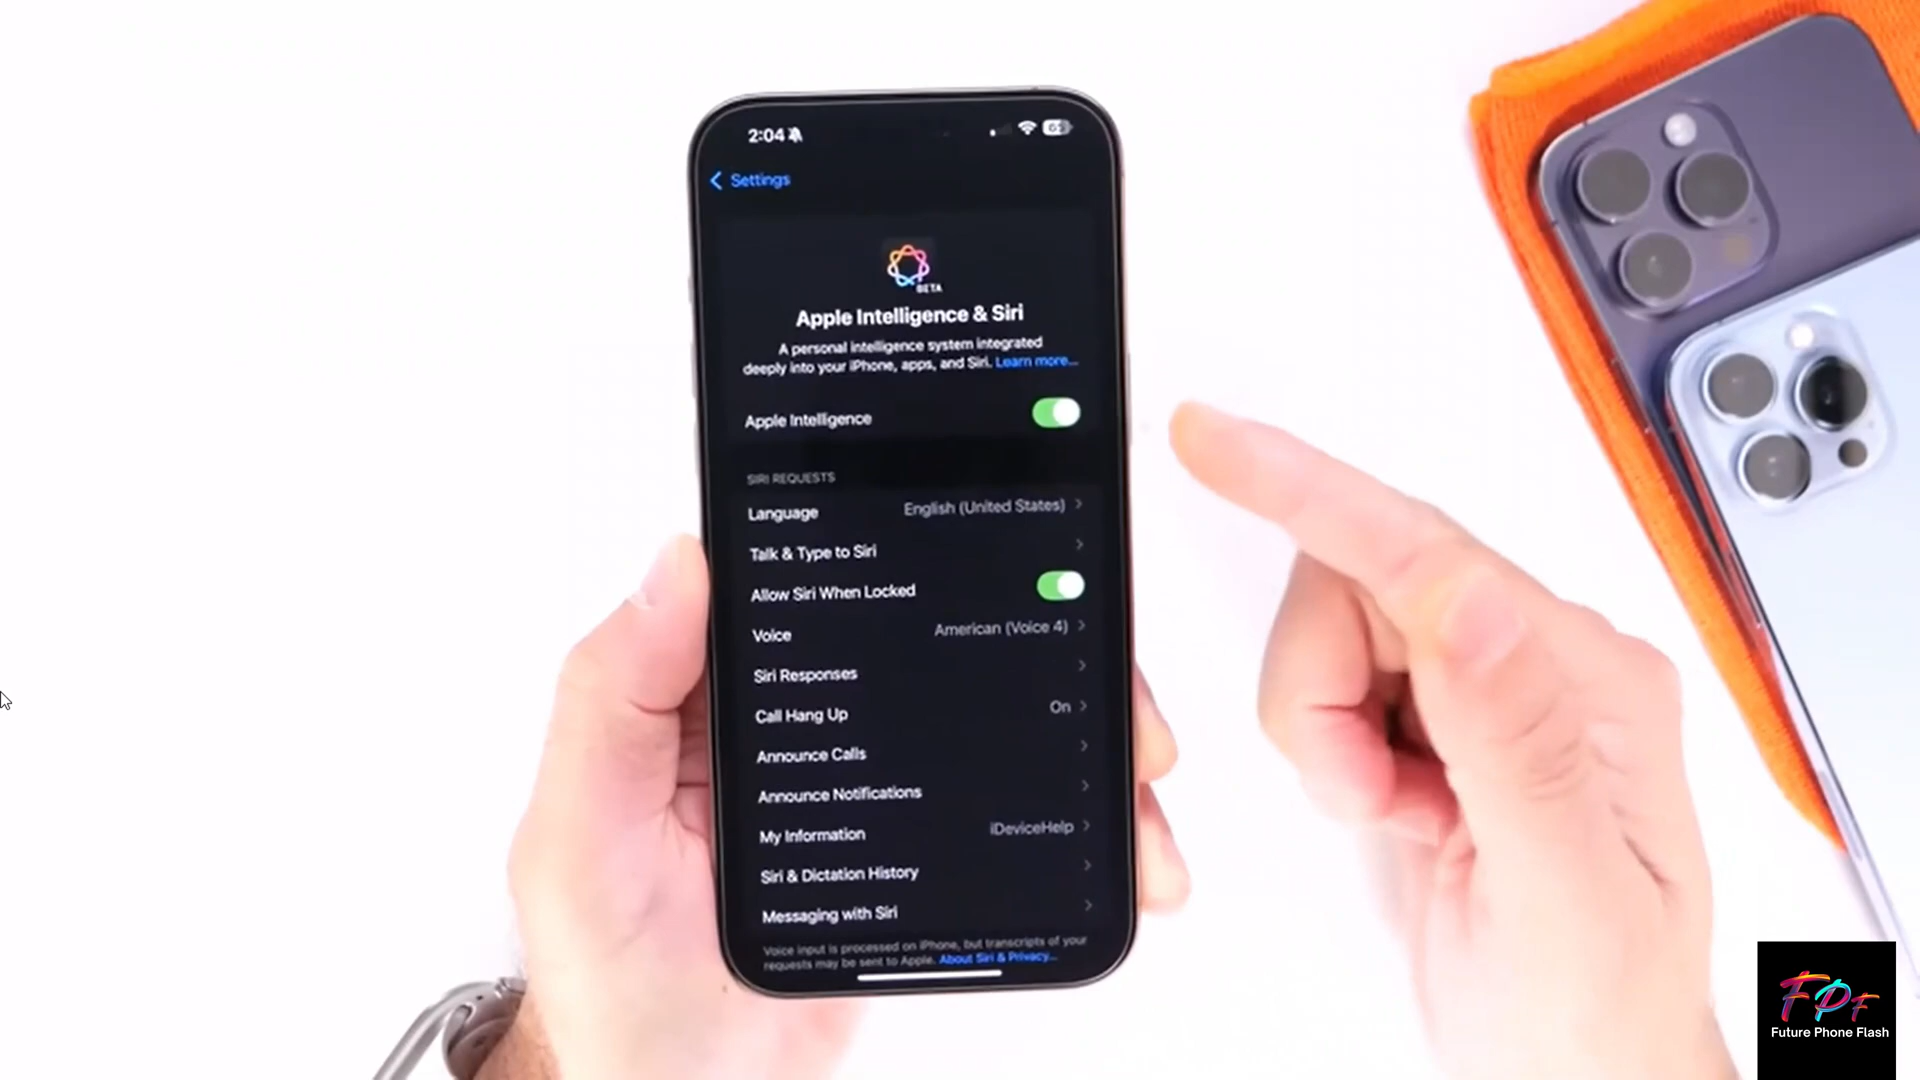 2:04
Settings
BETA
Apple Intelligence & Siri
A personal intelligence system integrated
deeply into your iPhone, apps, and Siri. Learn more...
Apple Intelligence
SIRI REQUESTS
Language English (United States)
Talk & Type to Siri
Allow Siri When Locked
Voice American (Voice 4)
Siri Responses
Call Hang Up On
Announce Calls
Announce Notifications
My Information iDeviceHelp
Siri & Dictation History
Messaging with Siri
Voice input is processed on iPhone, but transcripts of your
requests may be sent to Apple. About Siri & Privacy...
FPF
Future Phone Flash